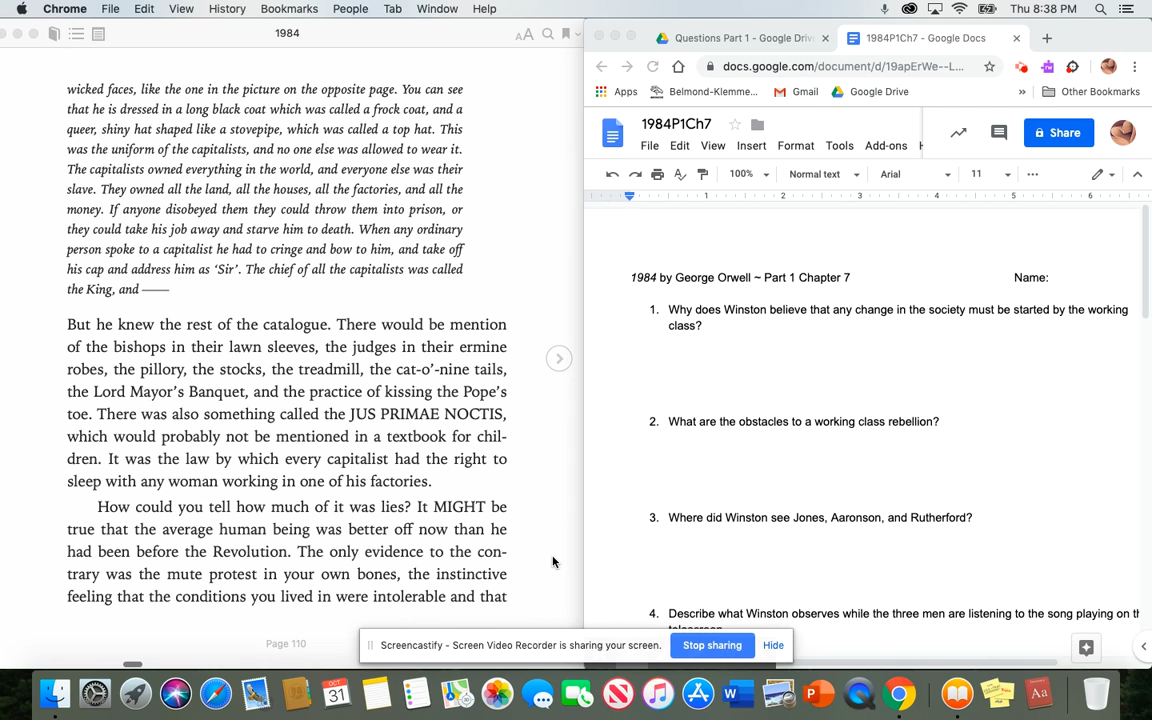 Chrome File Edit View History Bookmarks People Tab Window Help Thu 8:38 PM
1984
AA
wicked faces, like the one in the picture on the opposite page. You can see
that he is dressed in a long black coat which was called a frock coat, and a
queer, shiny hat shaped like a stovepipe, which was called a top hat. This
was the uniform of the capitalists, and no one else was allowed to wear it.
The capitalists owned everything in the world, and everyone else was their
slave. They owned all the land, all the houses, all the factories, and all the
money. If anyone disobeyed them they could throw them into prison, or
they could take his job away and starve him to death. When any ordinary
person spoke to a capitalist he had to cringe and bow to him, and take off
his cap and address him as ‘Sir’. The chief of all the capitalists was called
the King, and ——
But he knew the rest of the catalogue. There would be mention
of the bishops in their lawn sleeves, the judges in their ermine
robes, the pillory, the stocks, the treadmill, the cat-o’-nine tails,
the Lord Mayor’s Banquet, and the practice of kissing the Pope’s
toe. There was also something called the JUS PRIMAE NOCTIS,
which would probably not be mentioned in a textbook for chil-
dren. It was the law by which every capitalist had the right to
sleep with any woman working in one of his factories.
How could you tell how much of it was lies? It MIGHT be
true that the average human being was better off now than he
had been before the Revolution. The only evidence to the con-
trary was the mute protest in your own bones, the instinctive
feeling that the conditions you lived in were intolerable and that
Page 110
Questions Part 1 - Google Driv
1984P1Ch7 - Google Docs
docs.google.com/document/d/19apErWe--L...
Apps Belmond-Klemme... Gmail Google Drive » Other Bookmarks
1984P1Ch7
File Edit View Insert Format Tools Add-ons
Share
100% Normal text Arial 11
1 2 3 4 5 6
1984 by George Orwell ~ Part 1 Chapter 7 Name:
1. Why does Winston believe that any change in the society must be started by the working
class?
2. What are the obstacles to a working class rebellion?
3. Where did Winston see Jones, Aaronson, and Rutherford?
4. Describe what Winston observes while the three men are listening to the song playing on th
Screencastify - Screen Video Recorder is sharing your screen. Stop sharing Hide
OCT
31
Aa